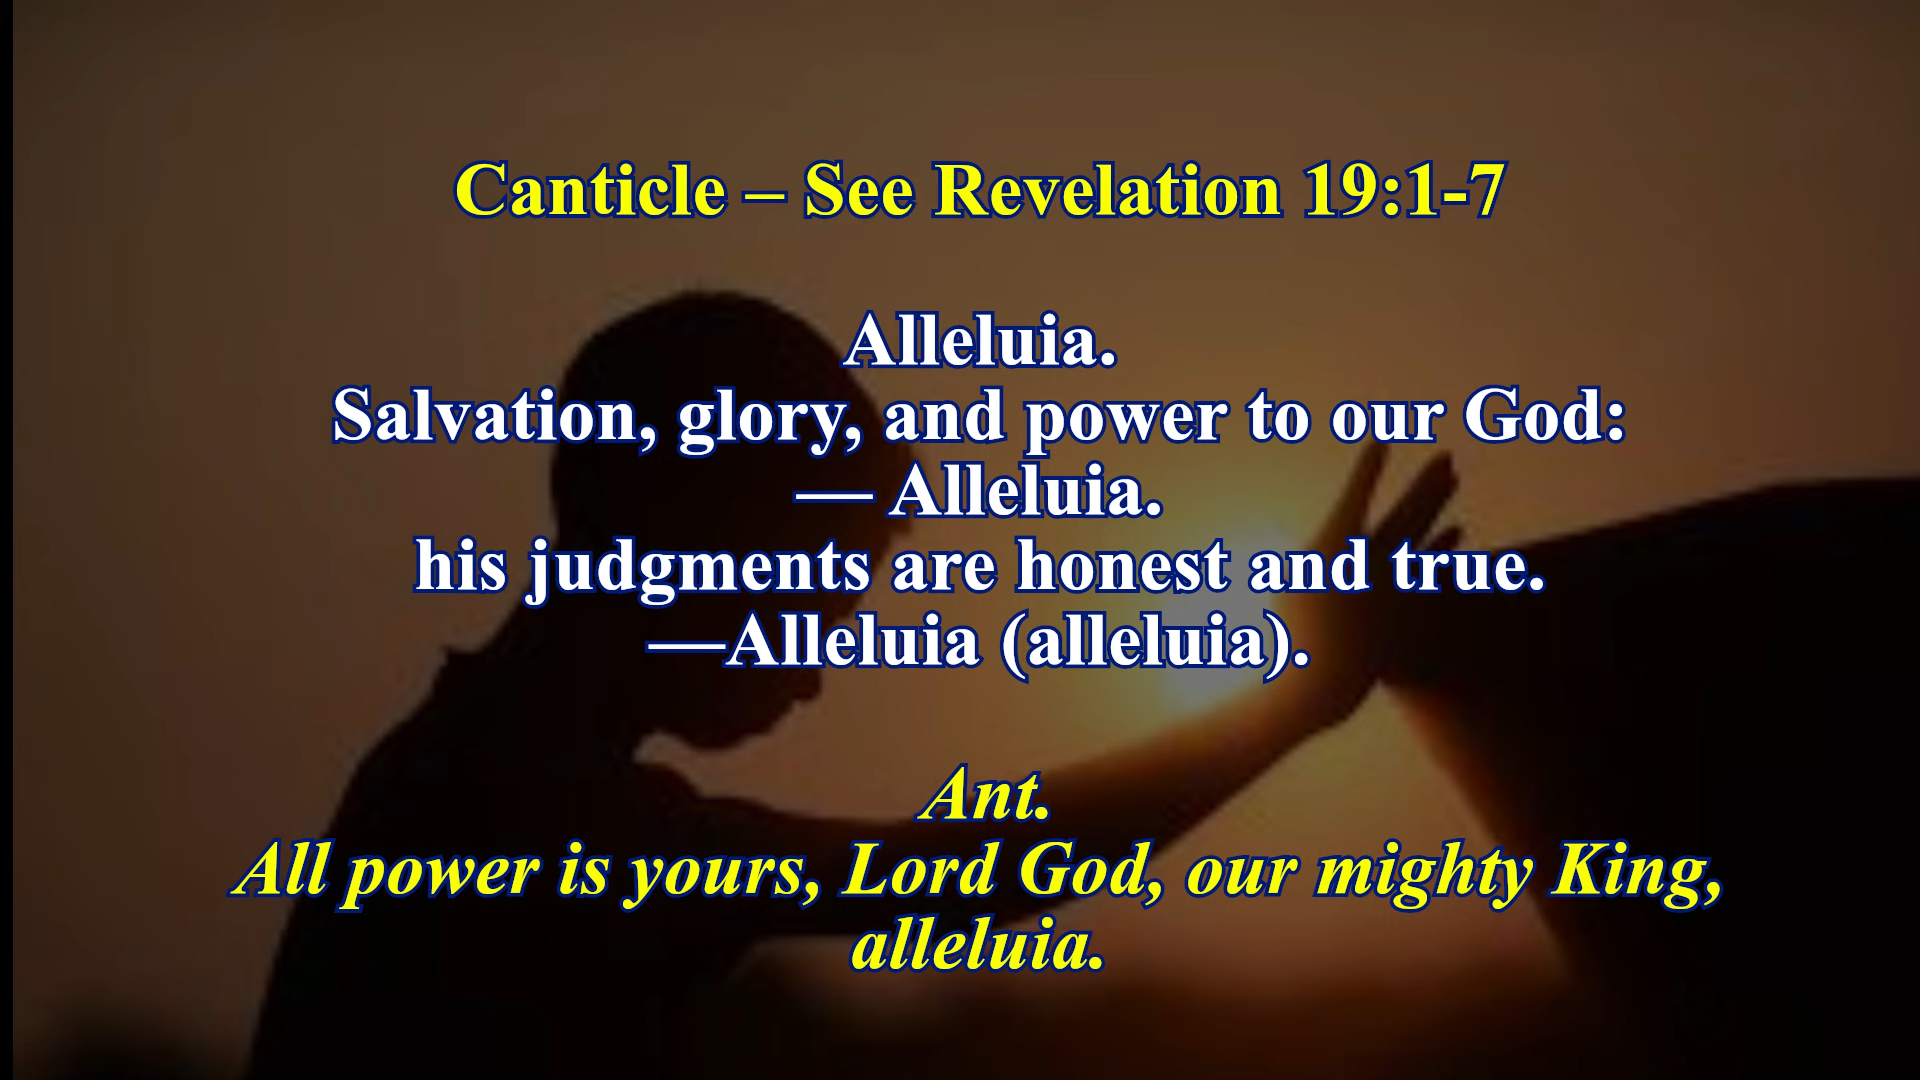 Canticle – See Revelation 19:1-7
Alleluia.
Salvation, glory, and power to our God:
— Alleluia.
his judgments are honest and true.
—Alleluia (alleluia).
Ant.
All power is yours, Lord God, our mighty King,
alleluia.